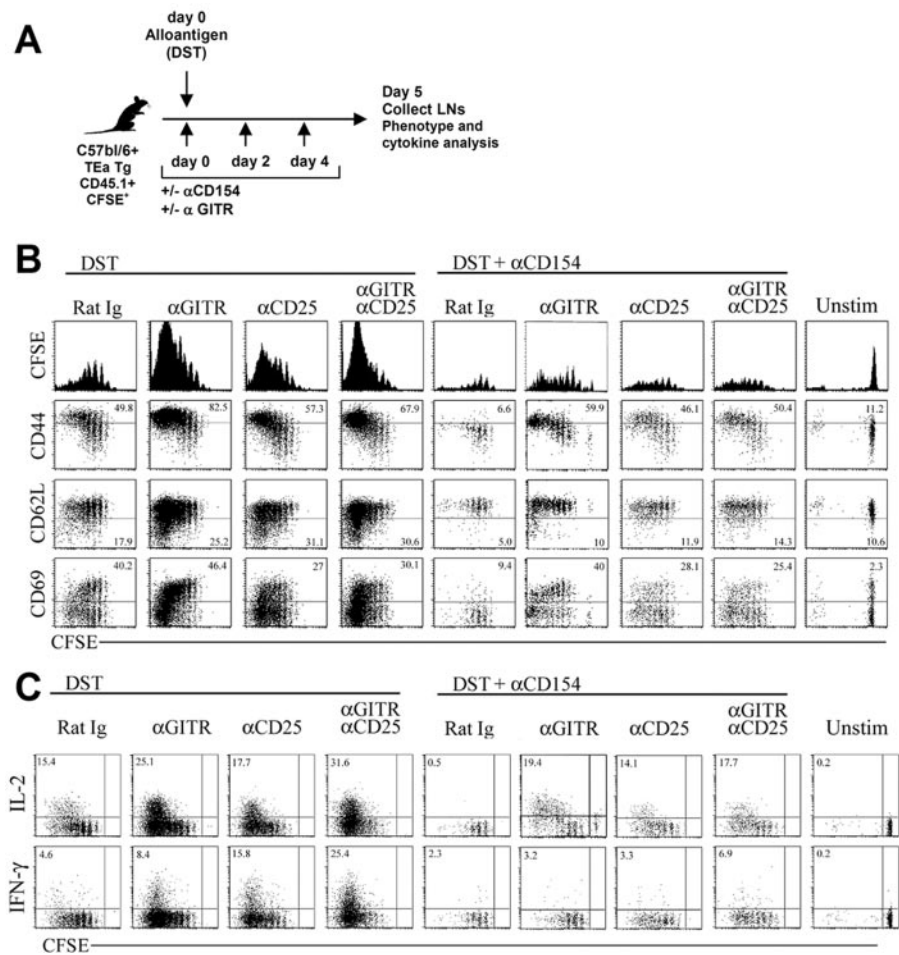 A
day 0
Alloantigen
(DST)
Day 5
Collect LNs
Phenotype and
cytokine analysis
C57bl/6+
TEa Tg
CD45.1+
CFSE+
day 0 day 2 day 4
+/- αCD154
+/- α GITR
B
DST DST + αCD154
Rat Ig αGITR αCD25 αGITR αCD25 Rat Ig αGITR αCD25 αGITR αCD25 Unstim
CFSE
CD44 49.8 82.5 57.3 67.9 6.6 59.9 46.1 50.4 11.2
CD62L 17.9 25.2 31.1 30.6 5.0 10 11.9 14.3 10.6
CD69 40.2 46.4 27 30.1 9.4 40 28.1 25.4 2.3
CFSE
C
DST DST + αCD154
Rat Ig αGITR αCD25 αGITR αCD25 Rat Ig αGITR αCD25 αGITR αCD25 Unstim
IL-2 15.4 25.1 17.7 31.6 0.5 19.4 14.1 17.7 0.2
IFN-γ 4.6 8.4 15.8 25.4 2.3 3.2 3.3 6.9 0.2
CFSE